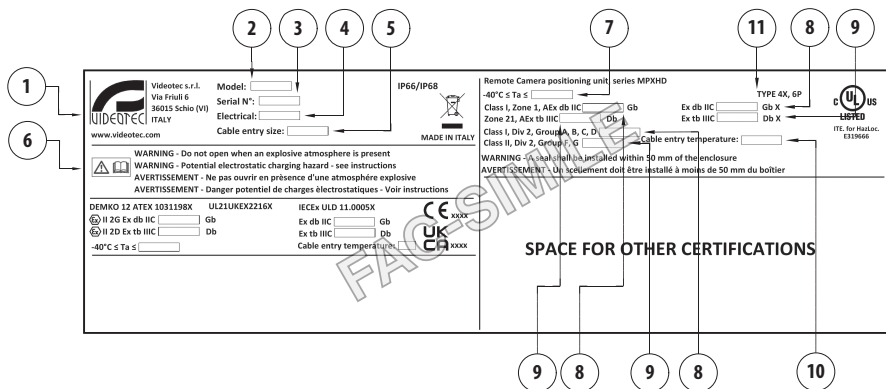 2
3
4
5
7
11
8
9
1
6
VIDEOTEC
www.videotec.com
Videotec s.r.l.
Via Friuli 6
36015 Schio (VI)
ITALY
Model:
Serial N°:
Electrical:
Cable entry size:
IP66/IP68
MADE IN ITALY
WARNING - Do not open when an explosive atmosphere is present
WARNING - Potential electrostatic charging hazard - see instructions
AVERTISSEMENT - Ne pas ouvrir en présence d'une atmosphére explosive
AVERTISSEMENT - Danger potentiel de charges èlectrostatiques - Voir instructions
DEMKO 12 ATEX 1031198X UL21UKEX2216X
Ex II 2G Ex db IIC Gb
Ex II 2D Ex tb IIIC Db
-40°C ≤ Ta ≤
IECEx ULD 11.0005X
Ex db IIC Gb
Ex tb IIIC Db
Cable entry temperature:
CE xxxx
UK
CA xxxx
Remote Camera positioning unit, series MPXHD
-40°C ≤ Ta ≤
TYPE 4X, 6P
Class I, Zone 1, AEx db IIC Gb
Ex db IIC Gb X
Zone 21, AEx tb IIIC Db
Ex tb IIIC Db X
Class I, Div 2, Group A, B, C, D
Cable entry temperature:
Class II, Div 2, Group F, G
WARNING - A seal shall be installed within 50 mm of the enclosure
AVERTISSEMENT - Un scellement doit être installé à moins de 50 mm du boîtier
C UL US
LISTED
ITE. for HazLoc.
E319666
SPACE FOR OTHER CERTIFICATIONS
FAC-SIMILE
9
8
9
8
10